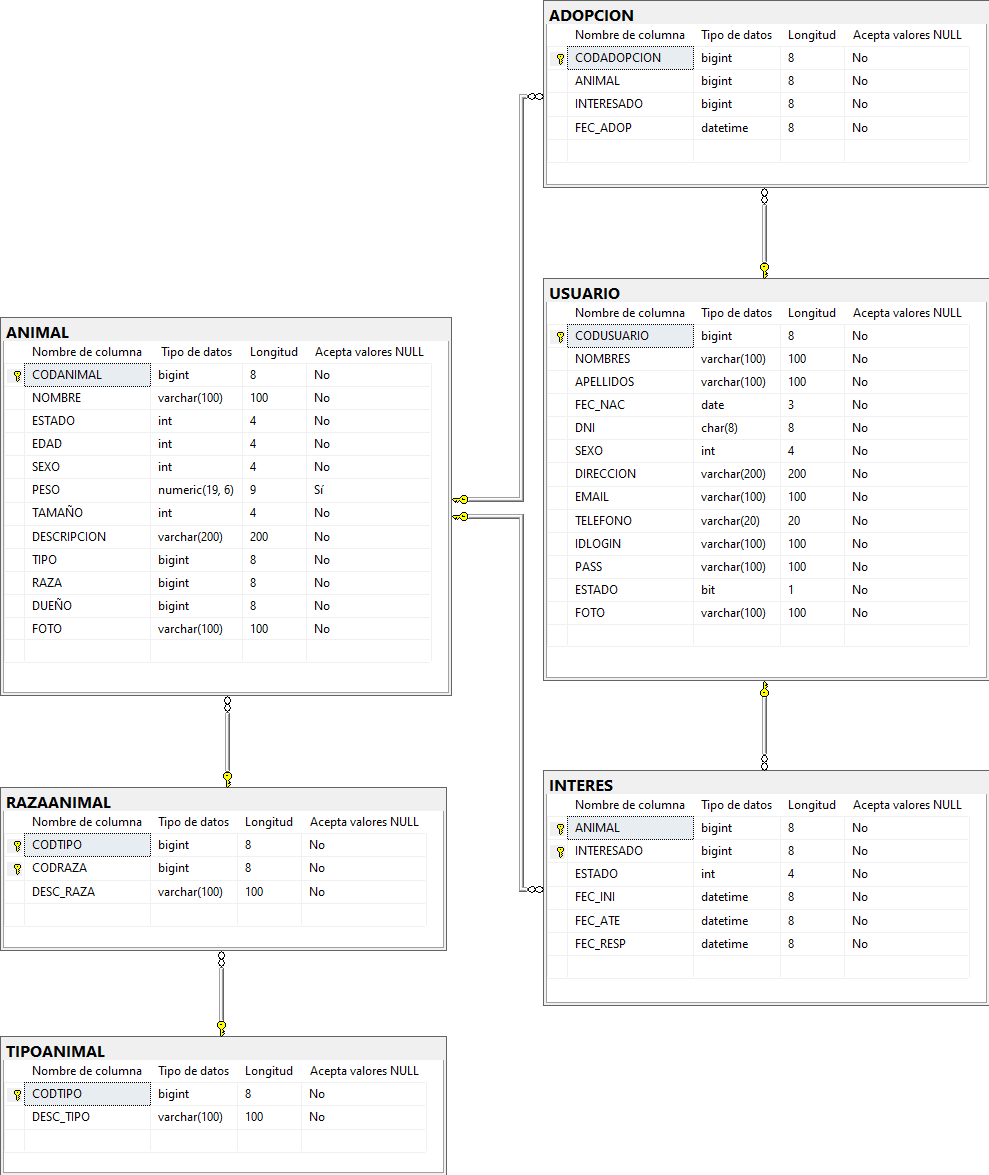 ADOPCION
Nombre de columna Tipo de datos Longitud Acepta valores NULL
CODADOPCION bigint 8 No
ANIMAL bigint 8 No
INTERESADO bigint 8 No
FEC_ADOP datetime 8 No
USUARIO
Nombre de columna Tipo de datos Longitud Acepta valores NULL
CODUSUARIO bigint 8 No
NOMBRES varchar(100) 100 No
APELLIDOS varchar(100) 100 No
FEC_NAC date 3 No
DNI char(8) 8 No
SEXO int 4 No
DIRECCION varchar(200) 200 No
EMAIL varchar(100) 100 No
TELEFONO varchar(20) 20 No
IDLOGIN varchar(100) 100 No
PASS varchar(100) 100 No
ESTADO bit 1 No
FOTO varchar(100) 100 No
ANIMAL
Nombre de columna Tipo de datos Longitud Acepta valores NULL
CODANIMAL bigint 8 No
NOMBRE varchar(100) 100 No
ESTADO int 4 No
EDAD int 4 No
SEXO int 4 No
PESO numeric(19, 6) 9 Sí
TAMAÑO int 4 No
DESCRIPCION varchar(200) 200 No
TIPO bigint 8 No
RAZA bigint 8 No
DUEÑO bigint 8 No
FOTO varchar(100) 100 No
INTERES
Nombre de columna Tipo de datos Longitud Acepta valores NULL
ANIMAL bigint 8 No
INTERESADO bigint 8 No
ESTADO int 4 No
FEC_INI datetime 8 No
FEC_ATE datetime 8 No
FEC_RESP datetime 8 No
RAZAANIMAL
Nombre de columna Tipo de datos Longitud Acepta valores NULL
CODTIPO bigint 8 No
CODRAZA bigint 8 No
DESC_RAZA varchar(100) 100 No
TIPOANIMAL
Nombre de columna Tipo de datos Longitud Acepta valores NULL
CODTIPO bigint 8 No
DESC_TIPO varchar(100) 100 No